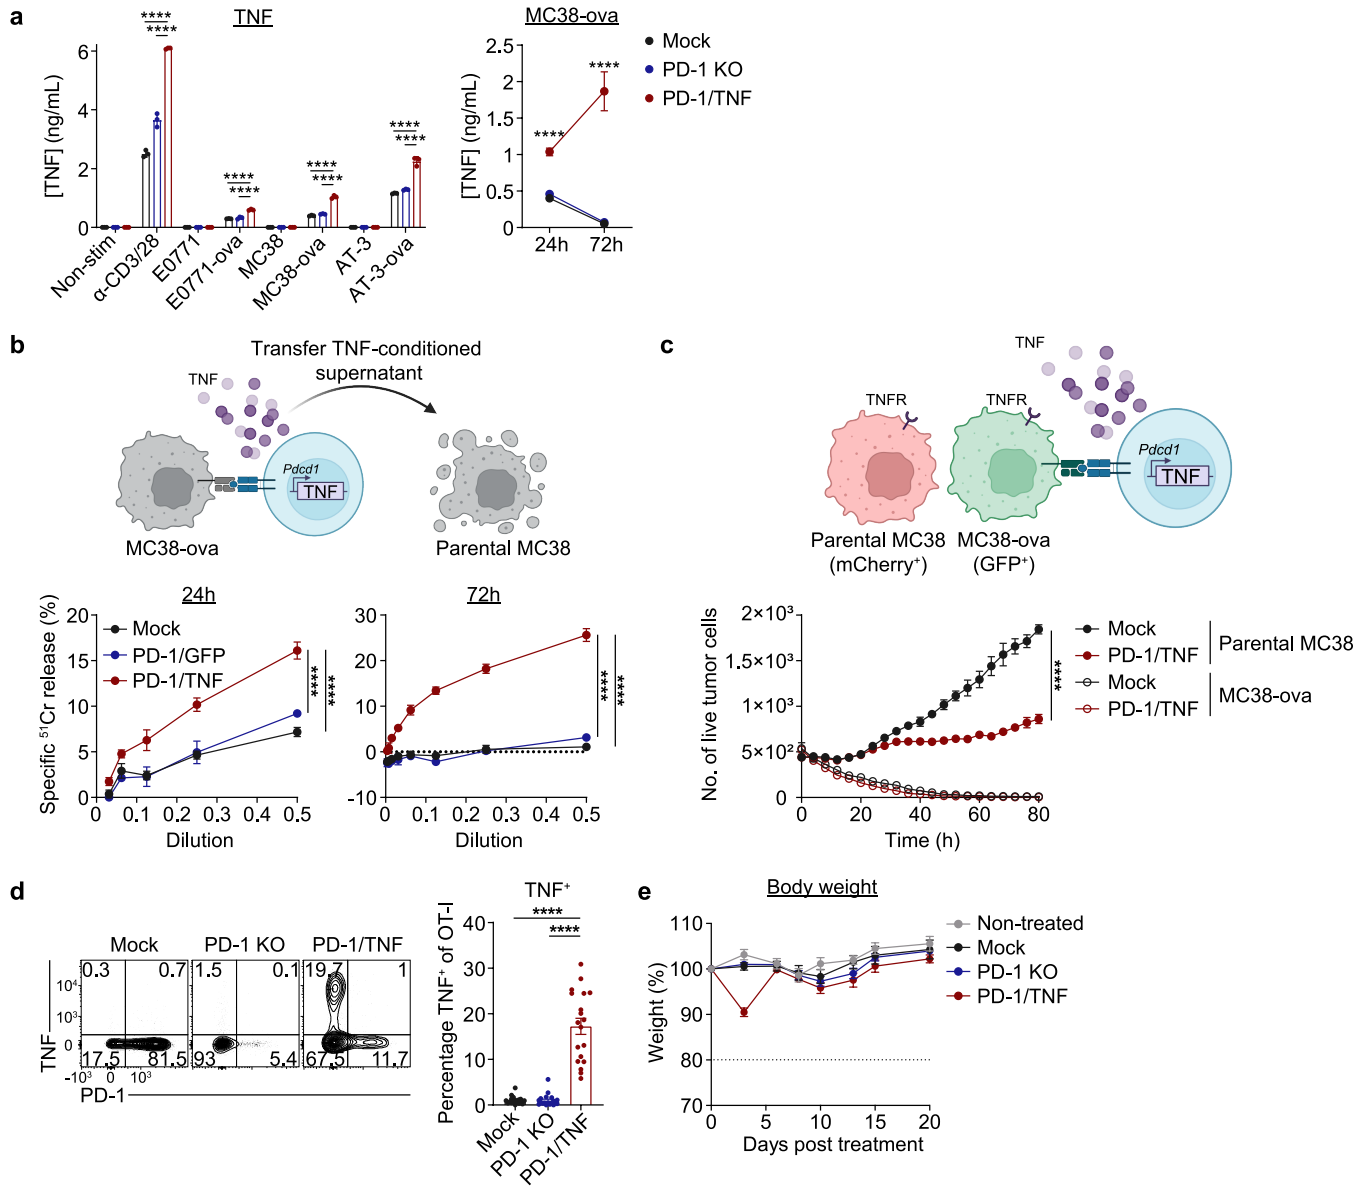 a
TNF
[TNF] (ng/mL)
6
4
2
0
****
****
****
****
****
****
****
****
Non-stim
α-CD3/28
E0771
E0771-ova
MC38
MC38-ova
AT-3
AT-3-ova
MC38-ova
[TNF] (ng/mL)
2.5
2
1.5
1
0.5
0
****
****
24h
72h
Mock
PD-1 KO
PD-1/TNF
b
Transfer TNF-conditioned
supernatant
TNF
Pdcd1
TNF
MC38-ova
Parental MC38
24h
Specific ⁵¹Cr release (%)
20
15
10
5
0
Mock
PD-1/GFP
PD-1/TNF
****
****
0
0.1
0.2
0.3
0.4
0.5
Dilution
72h
30
20
10
0
-10
****
****
0
0.1
0.2
0.3
0.4
0.5
Dilution
c
TNF
TNFR
TNFR
Pdcd1
TNF
Parental MC38
(mCherry⁺)
MC38-ova
(GFP⁺)
No. of live tumor cells
2×10³
1.5×10³
1×10³
5×10²
0
****
0
20
40
60
80
Time (h)
Mock
PD-1/TNF
Parental MC38
Mock
PD-1/TNF
MC38-ova
d
Mock
PD-1 KO
PD-1/TNF
0.3
0.7
17.5
81.5
1.5
0.1
93
5.4
19.7
1
67.5
11.7
TNF
10⁴
10³
0
-10³
0
10³
PD-1
TNF⁺
Percentage TNF⁺ of OT-I
40
30
20
10
0
****
****
Mock
PD-1 KO
PD-1/TNF
e
Body weight
Weight (%)
110
100
90
80
70
0
5
10
15
20
Days post treatment
Non-treated
Mock
PD-1 KO
PD-1/TNF